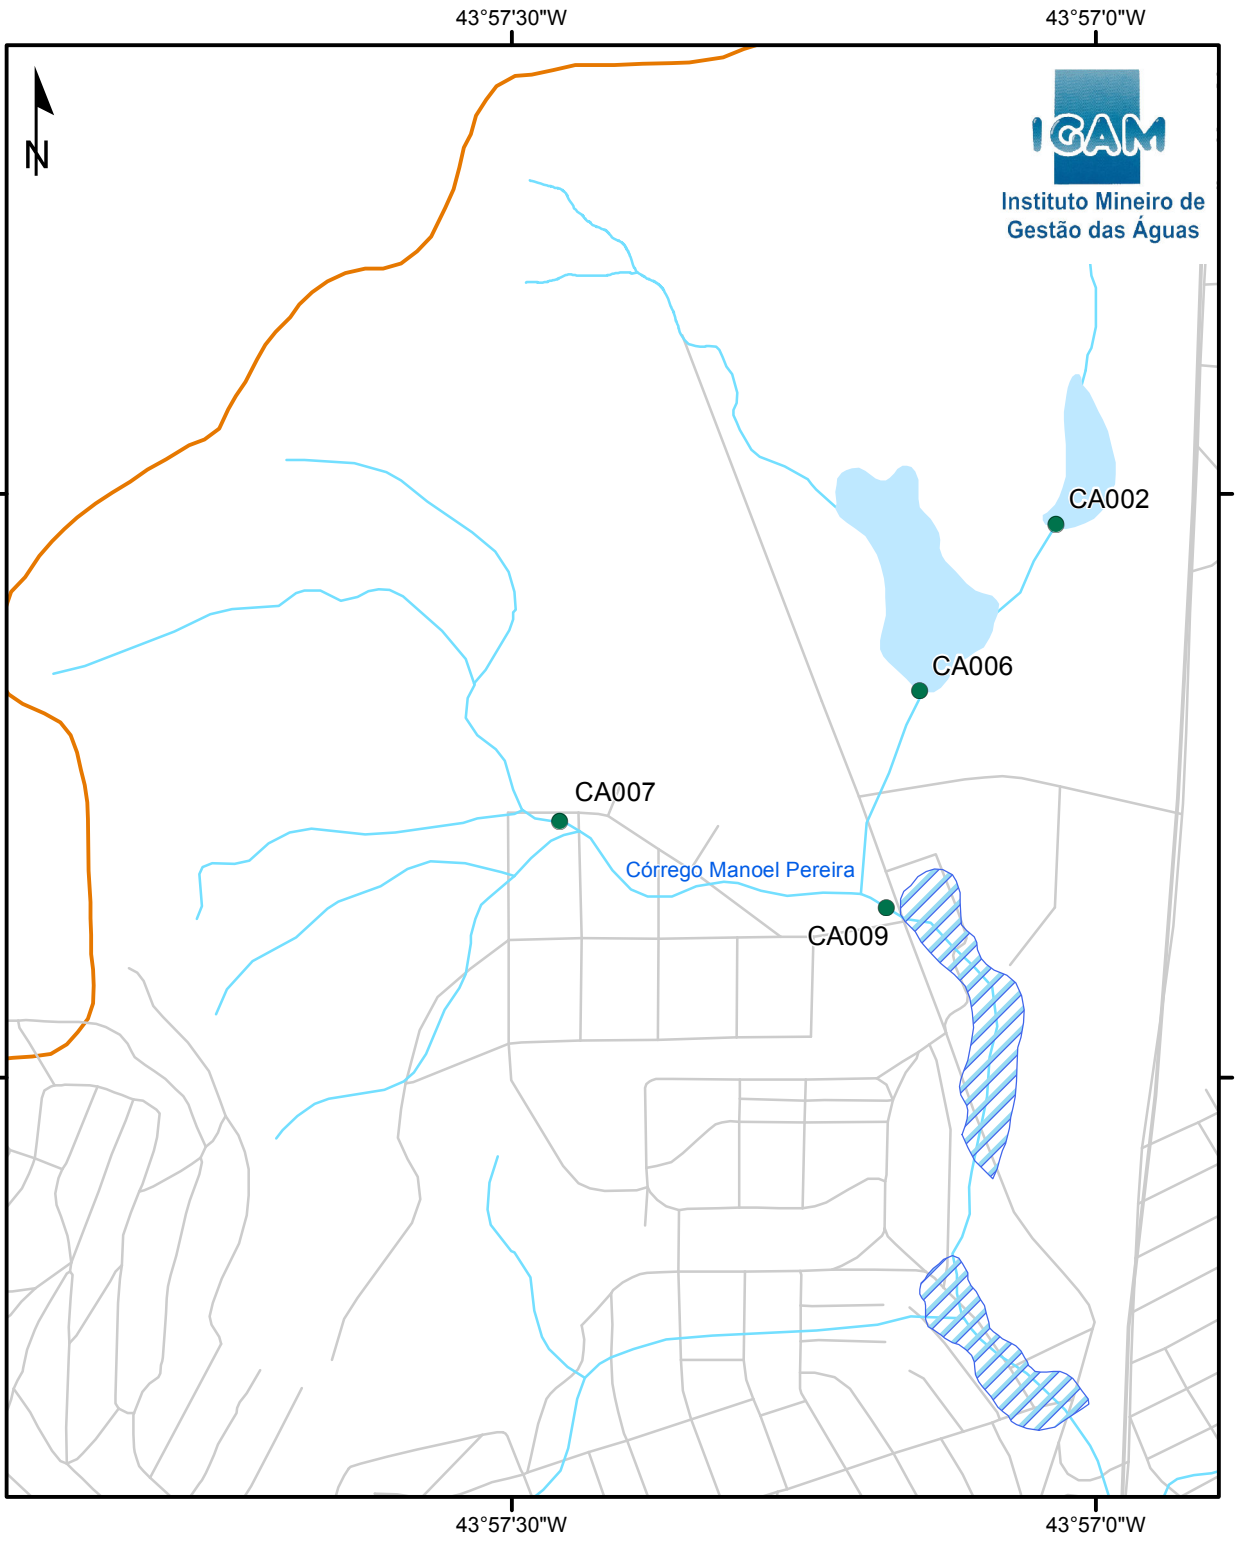 43°57'30"W
43°57'0"W
N
IGAM
Instituto Mineiro de
Gestão das Águas
CA002
CA006
CA007
Córrego Manoel Pereira
CA009
43°57'30"W
43°57'0"W